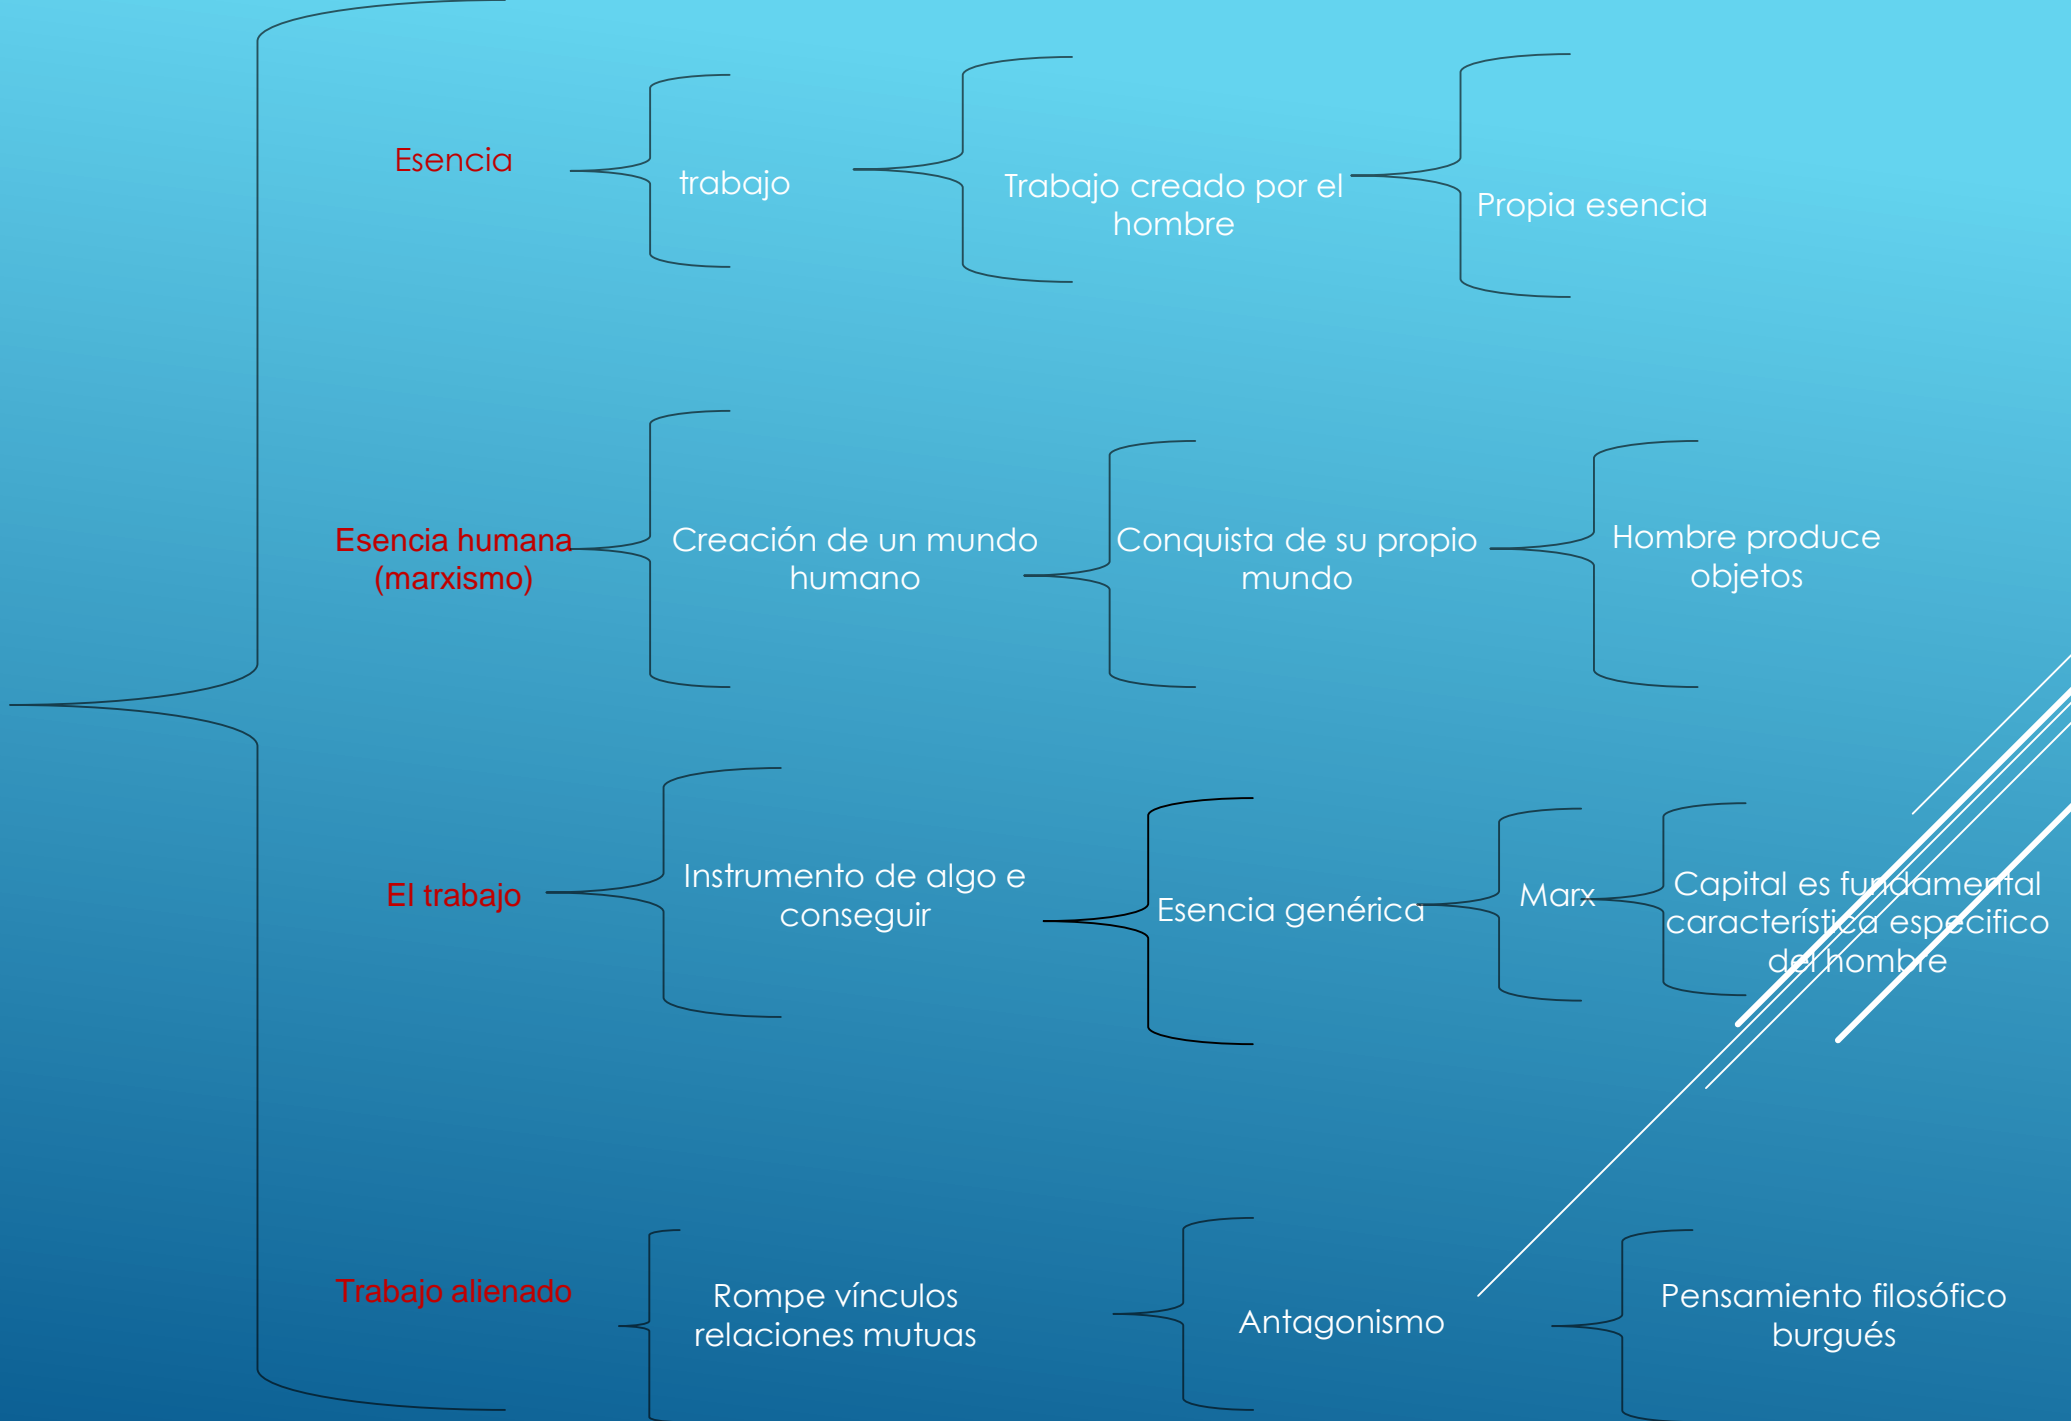 Esencia
trabajo
Trabajo creado por el
hombre
Propia esencia
Esencia humana
(marxismo)
Creación de un mundo
humano
Conquista de su propio
mundo
Hombre produce
objetos
El trabajo
Instrumento de algo e
conseguir
Esencia genérica
Marx
Capital es fundamental
característica especifico
del hombre
Trabajo alienado
Rompe vínculos
relaciones mutuas
Antagonismo
Pensamiento filosófico
burgués